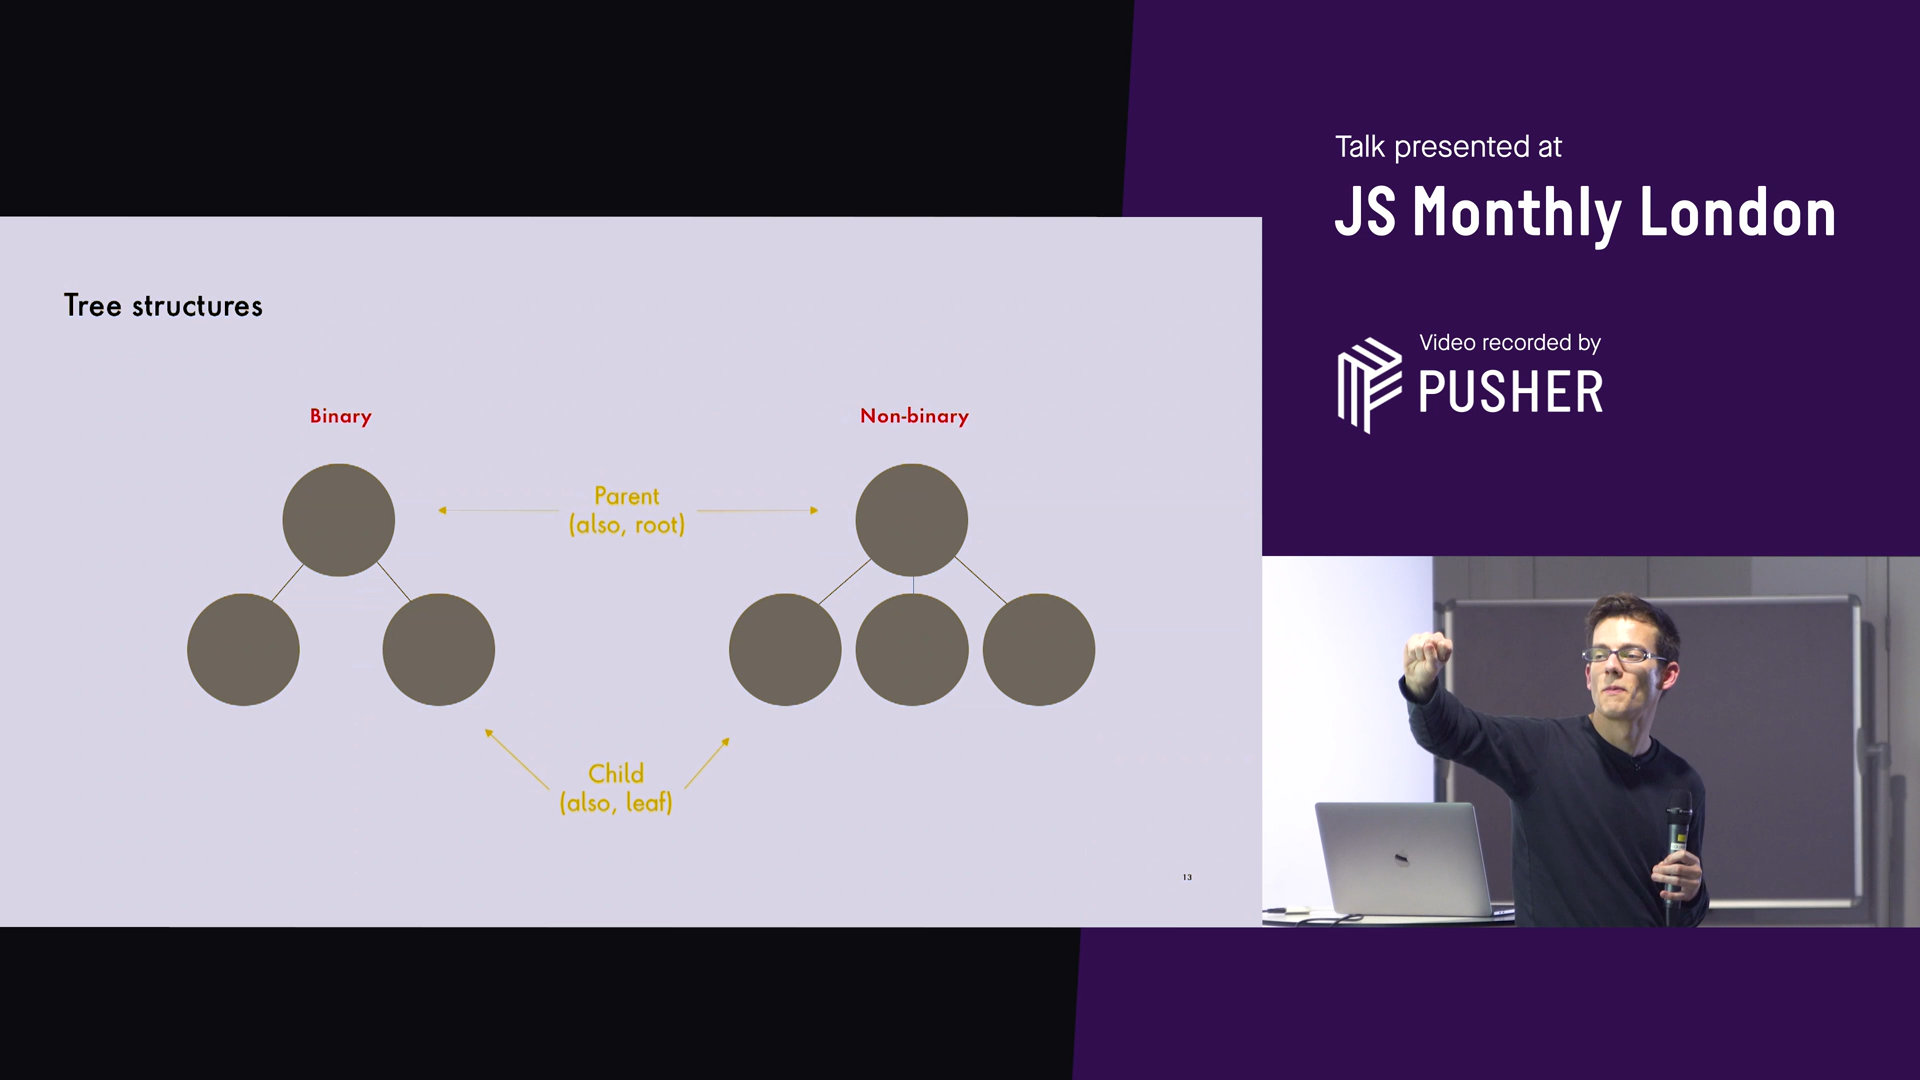 Talk presented at
JS Monthly London
Video recorded by
PUSHER
Tree structures
Binary
Non-binary
Parent
(also, root)
Child
(also, leaf)
13